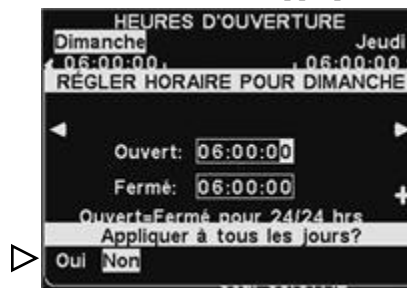 HEURES D'OUVERTURE
Dimanche Jeudi
06:00:00 06:00:00
RÉGLER HORAIRE POUR DIMANCHE
Ouvert: 06:00:00
Fermé: 06:00:00
Ouvert=Fermé pour 24/24 hrs
Appliquer à tous les jours?
Oui Non